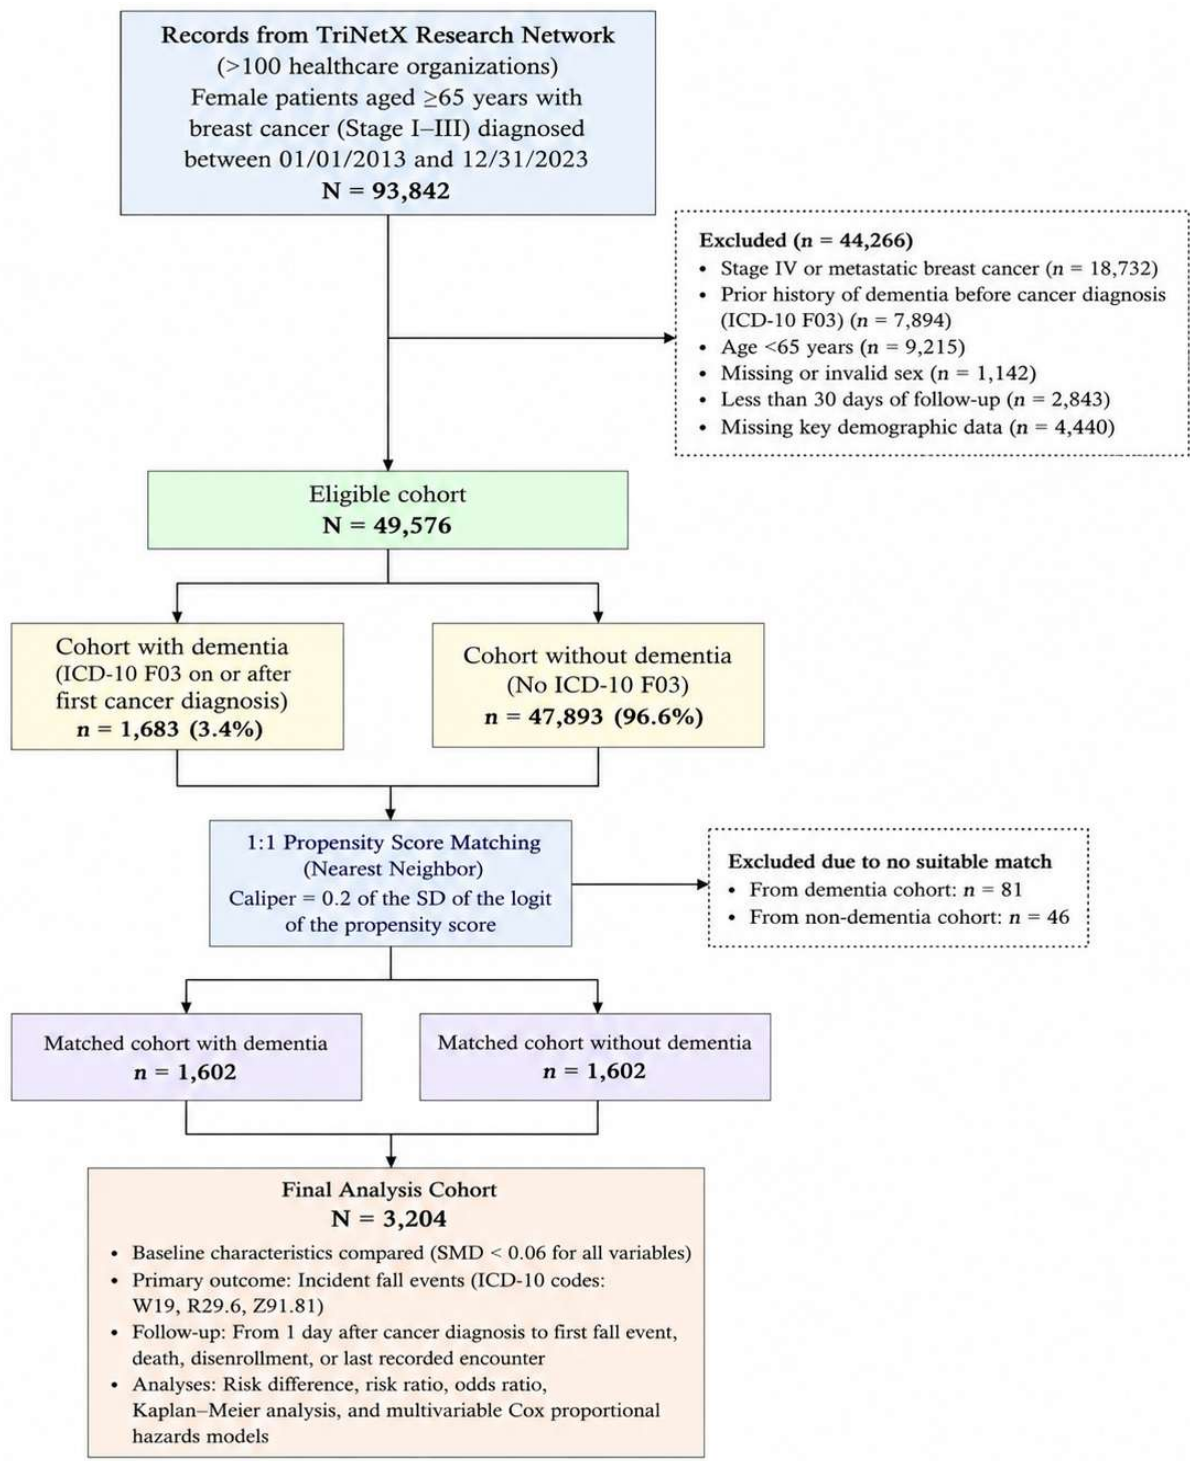 Records from TriNetX Research Network
(>100 healthcare organizations)
Female patients aged ≥65 years with
breast cancer (Stage I–III) diagnosed
between 01/01/2013 and 12/31/2023
N = 93,842
Excluded (n = 44,266)
• Stage IV or metastatic breast cancer (n = 18,732)
• Prior history of dementia before cancer diagnosis
(ICD-10 F03) (n = 7,894)
• Age <65 years (n = 9,215)
• Missing or invalid sex (n = 1,142)
• Less than 30 days of follow-up (n = 2,843)
• Missing key demographic data (n = 4,440)
Eligible cohort
N = 49,576
Cohort with dementia
(ICD-10 F03 on or after
first cancer diagnosis)
n = 1,683 (3.4%)
Cohort without dementia
(No ICD-10 F03)
n = 47,893 (96.6%)
1:1 Propensity Score Matching
(Nearest Neighbor)
Caliper = 0.2 of the SD of the logit
of the propensity score
Excluded due to no suitable match
• From dementia cohort: n = 81
• From non-dementia cohort: n = 46
Matched cohort with dementia
n = 1,602
Matched cohort without dementia
n = 1,602
Final Analysis Cohort
N = 3,204
• Baseline characteristics compared (SMD < 0.06 for all variables)
• Primary outcome: Incident fall events (ICD-10 codes:
W19, R29.6, Z91.81)
• Follow-up: From 1 day after cancer diagnosis to first fall event,
death, disenrollment, or last recorded encounter
• Analyses: Risk difference, risk ratio, odds ratio,
Kaplan–Meier analysis, and multivariable Cox proportional
hazards models